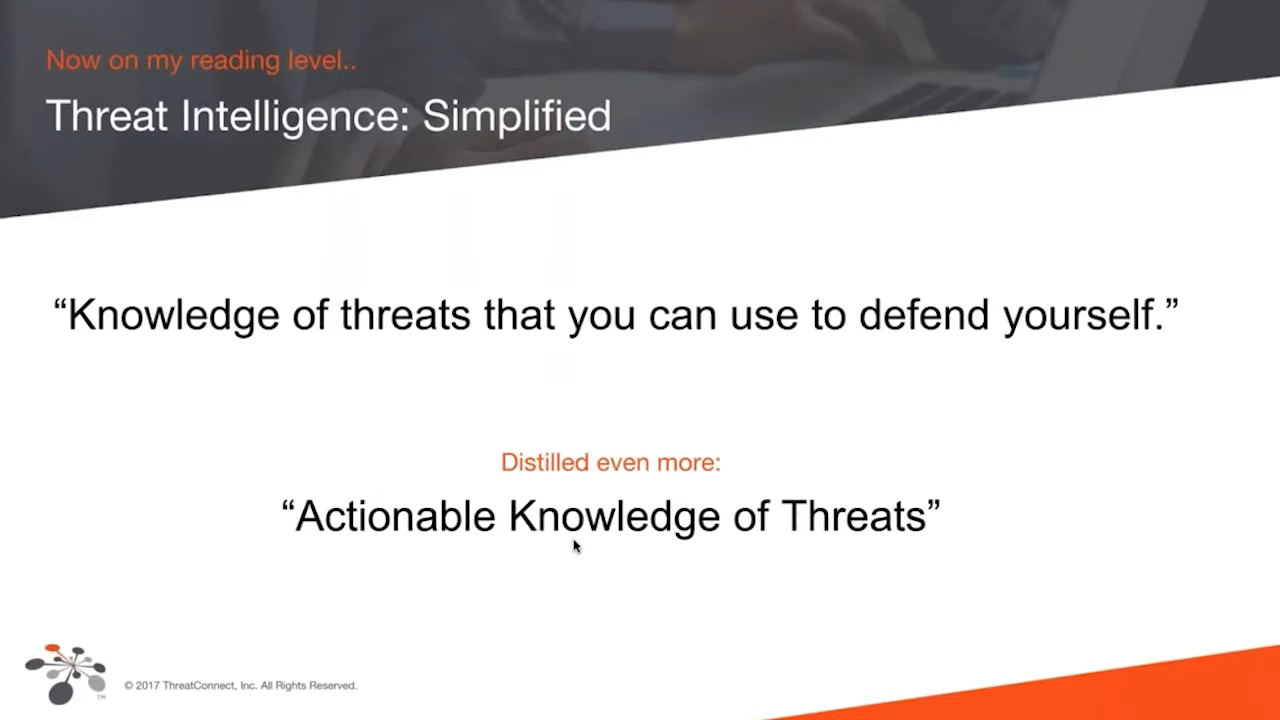 Now on my reading level..
Threat Intelligence: Simplified
“Knowledge of threats that you can use to defend yourself.”
Distilled even more:
“Actionable Knowledge of Threats”
TM
© 2017 ThreatConnect, Inc. All Rights Reserved.